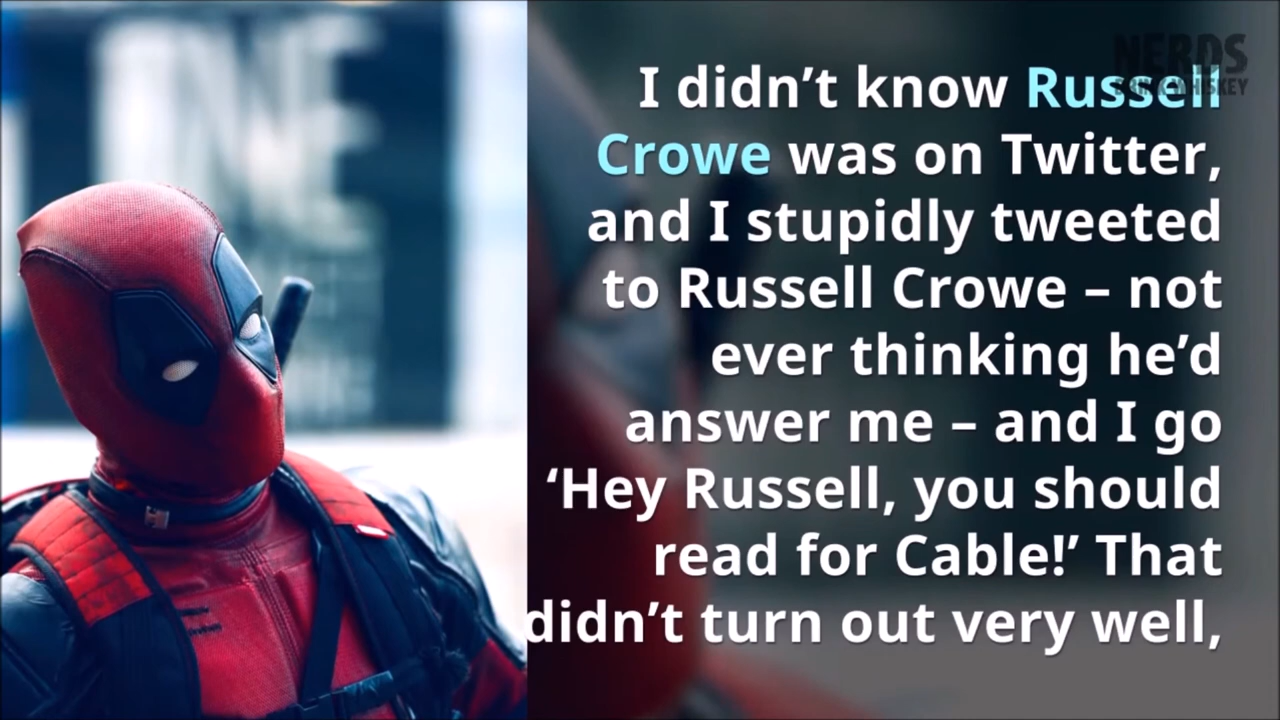 NERDS
I didn’t know Russell
Crowe was on Twitter,
and I stupidly tweeted
to Russell Crowe – not
ever thinking he’d
answer me – and I go
‘Hey Russell, you should
read for Cable!’ That
didn’t turn out very well,